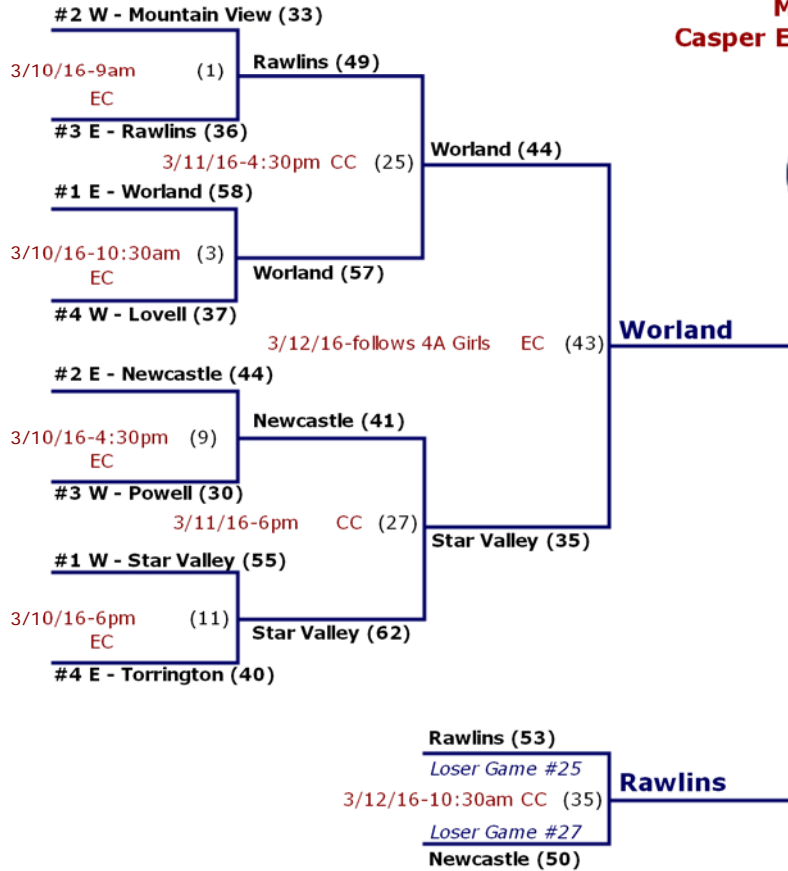 #2 W - Mountain View (33)
M
Casper E
3/10/16-9am (1)
EC
Rawlins (49)
#3 E - Rawlins (36)
3/11/16-4:30pm CC (25)
Worland (44)
#1 E - Worland (58)
3/10/16-10:30am (3)
EC
Worland (57)
#4 W - Lovell (37)
3/12/16-follows 4A Girls EC (43)
Worland
#2 E - Newcastle (44)
Newcastle (41)
3/10/16-4:30pm (9)
EC
#3 W - Powell (30)
3/11/16-6pm CC (27)
Star Valley (35)
#1 W - Star Valley (55)
3/10/16-6pm (11)
EC
Star Valley (62)
#4 E - Torrington (40)
Rawlins (53)
Loser Game #25
Rawlins
3/12/16-10:30am CC (35)
Loser Game #27
Newcastle (50)